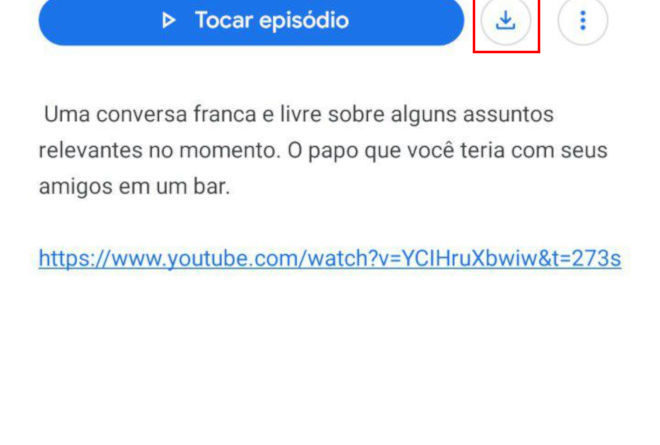 Tocar episódio
Uma conversa franca e livre sobre alguns assuntos
relevantes no momento. O papo que você teria com seus
amigos em um bar.
https://www.youtube.com/watch?v=YCIHruXbwiw&t=273s